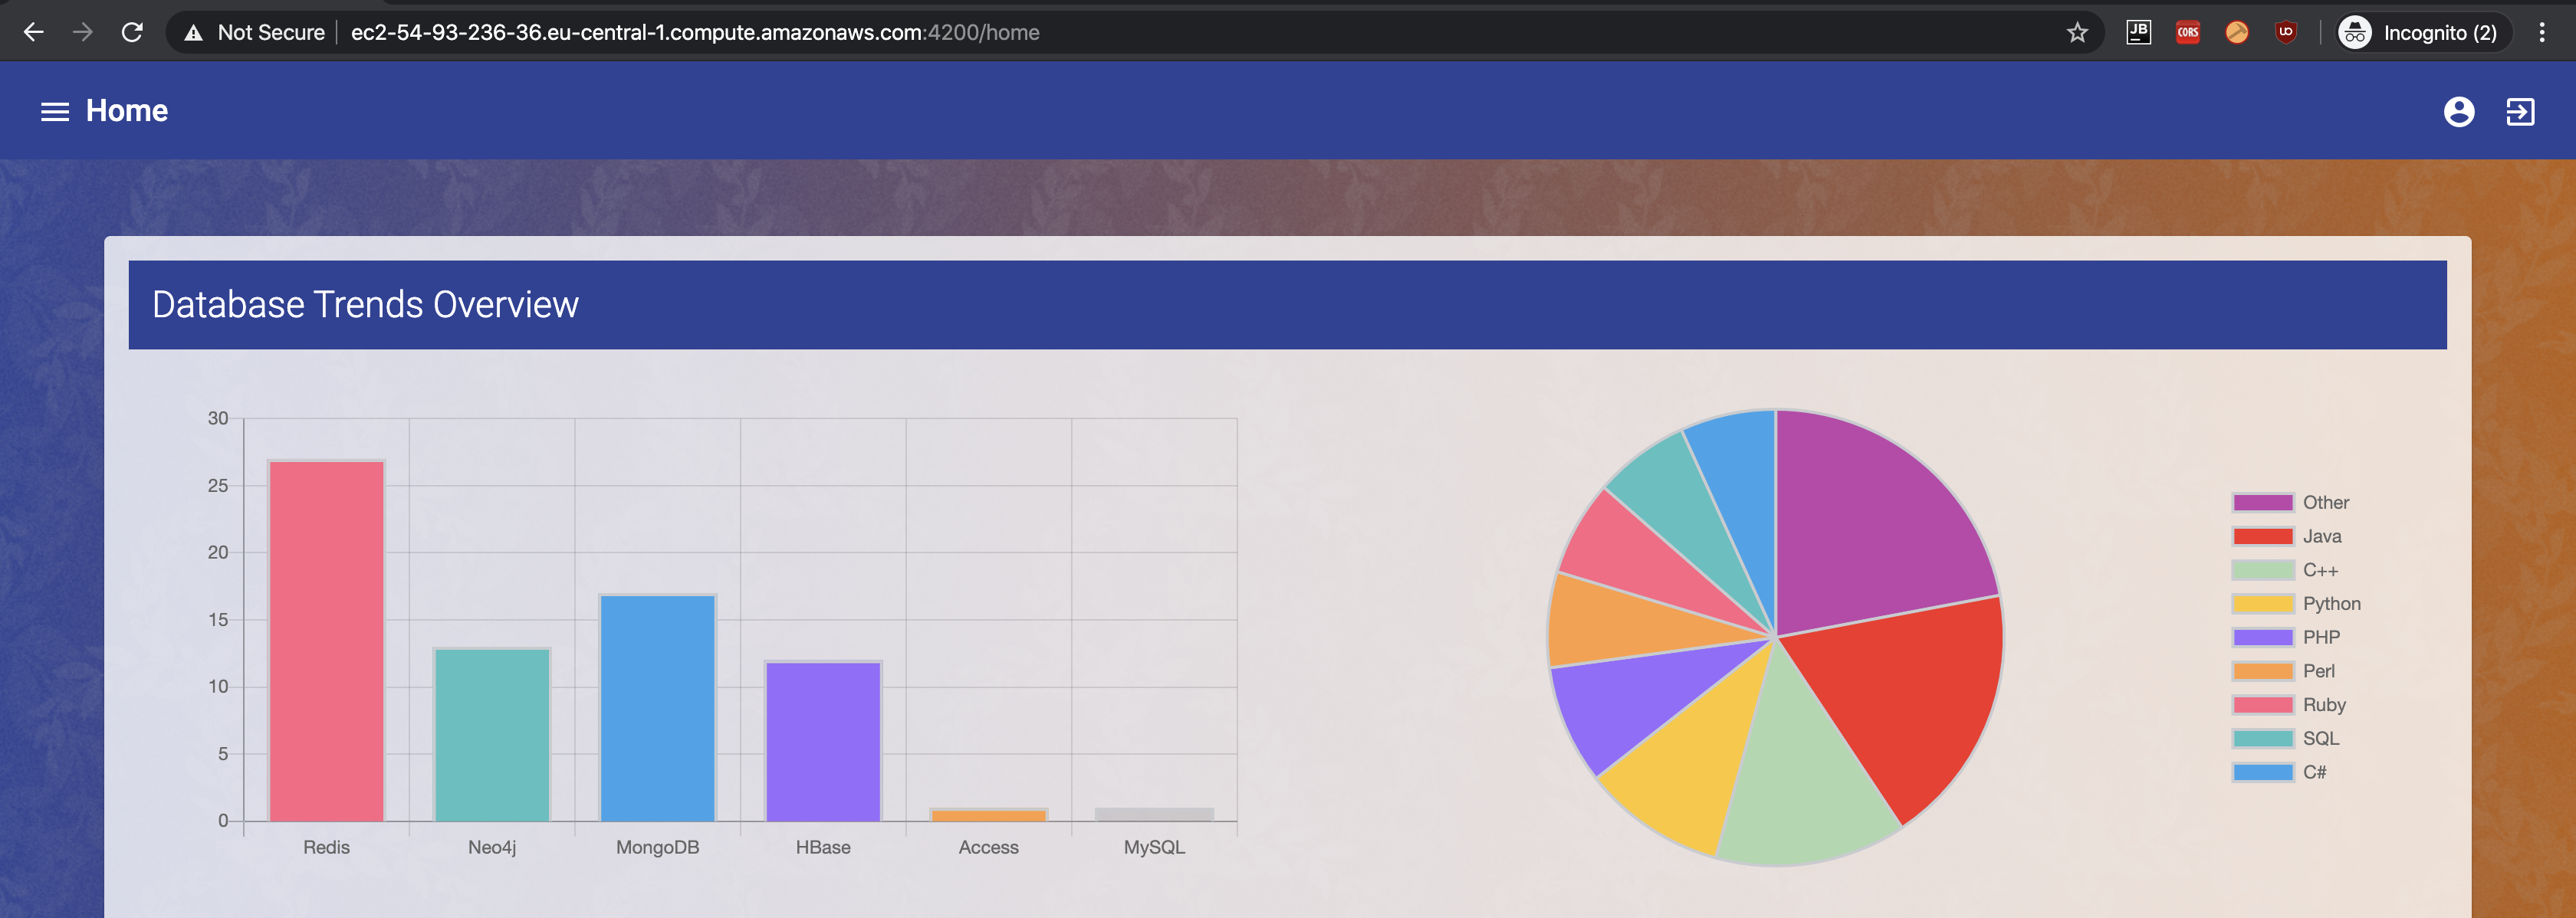 Not Secure ec2-54-93-236-36.eu-central-1.compute.amazonaws.com:4200/home JB CORS UO Incognito (2)
Home
Database Trends Overview
30
25
20
15
10
5
0
Redis Neo4j MongoDB HBase Access MySQL
Other
Java
C++
Python
PHP
Perl
Ruby
SQL
C#